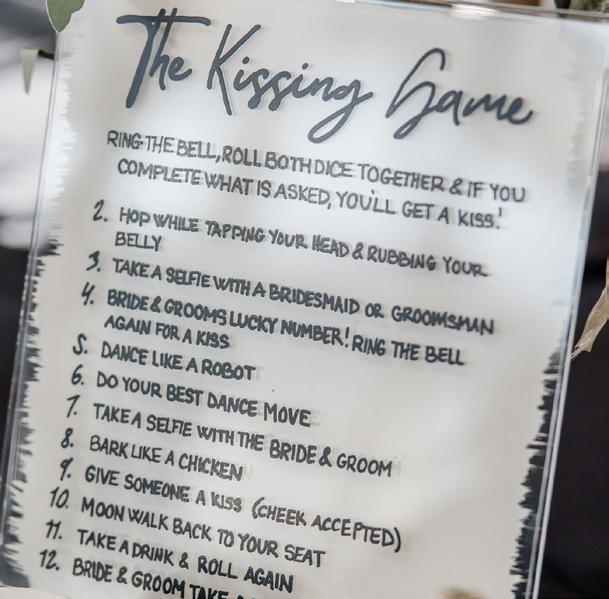 The Kissing Game
RING THE BELL, ROLL BOTH DICE TOGETHER & IF YOU
COMPLETE WHAT IS ASKED, YOU'LL GET A KISS!
2. HOP WHILE TAPPING YOUR HEAD & RUBBING YOUR
BELLY
3. TAKE A SELFIE WITH A BRIDESMAID OR GROOMSMAN
4. BRIDE & GROOMS LUCKY NUMBER! RING THE BELL
AGAIN FOR A KISS
5. DANCE LIKE A ROBOT
6. DO YOUR BEST DANCE MOVE
7. TAKE A SELFIE WITH THE BRIDE & GROOM
8. BARK LIKE A CHICKEN
9. GIVE SOMEONE A KISS (CHEEK ACCEPTED)
10. MOON WALK BACK TO YOUR SEAT
11. TAKE A DRINK & ROLL AGAIN
12. BRIDE & GROOM TAKE